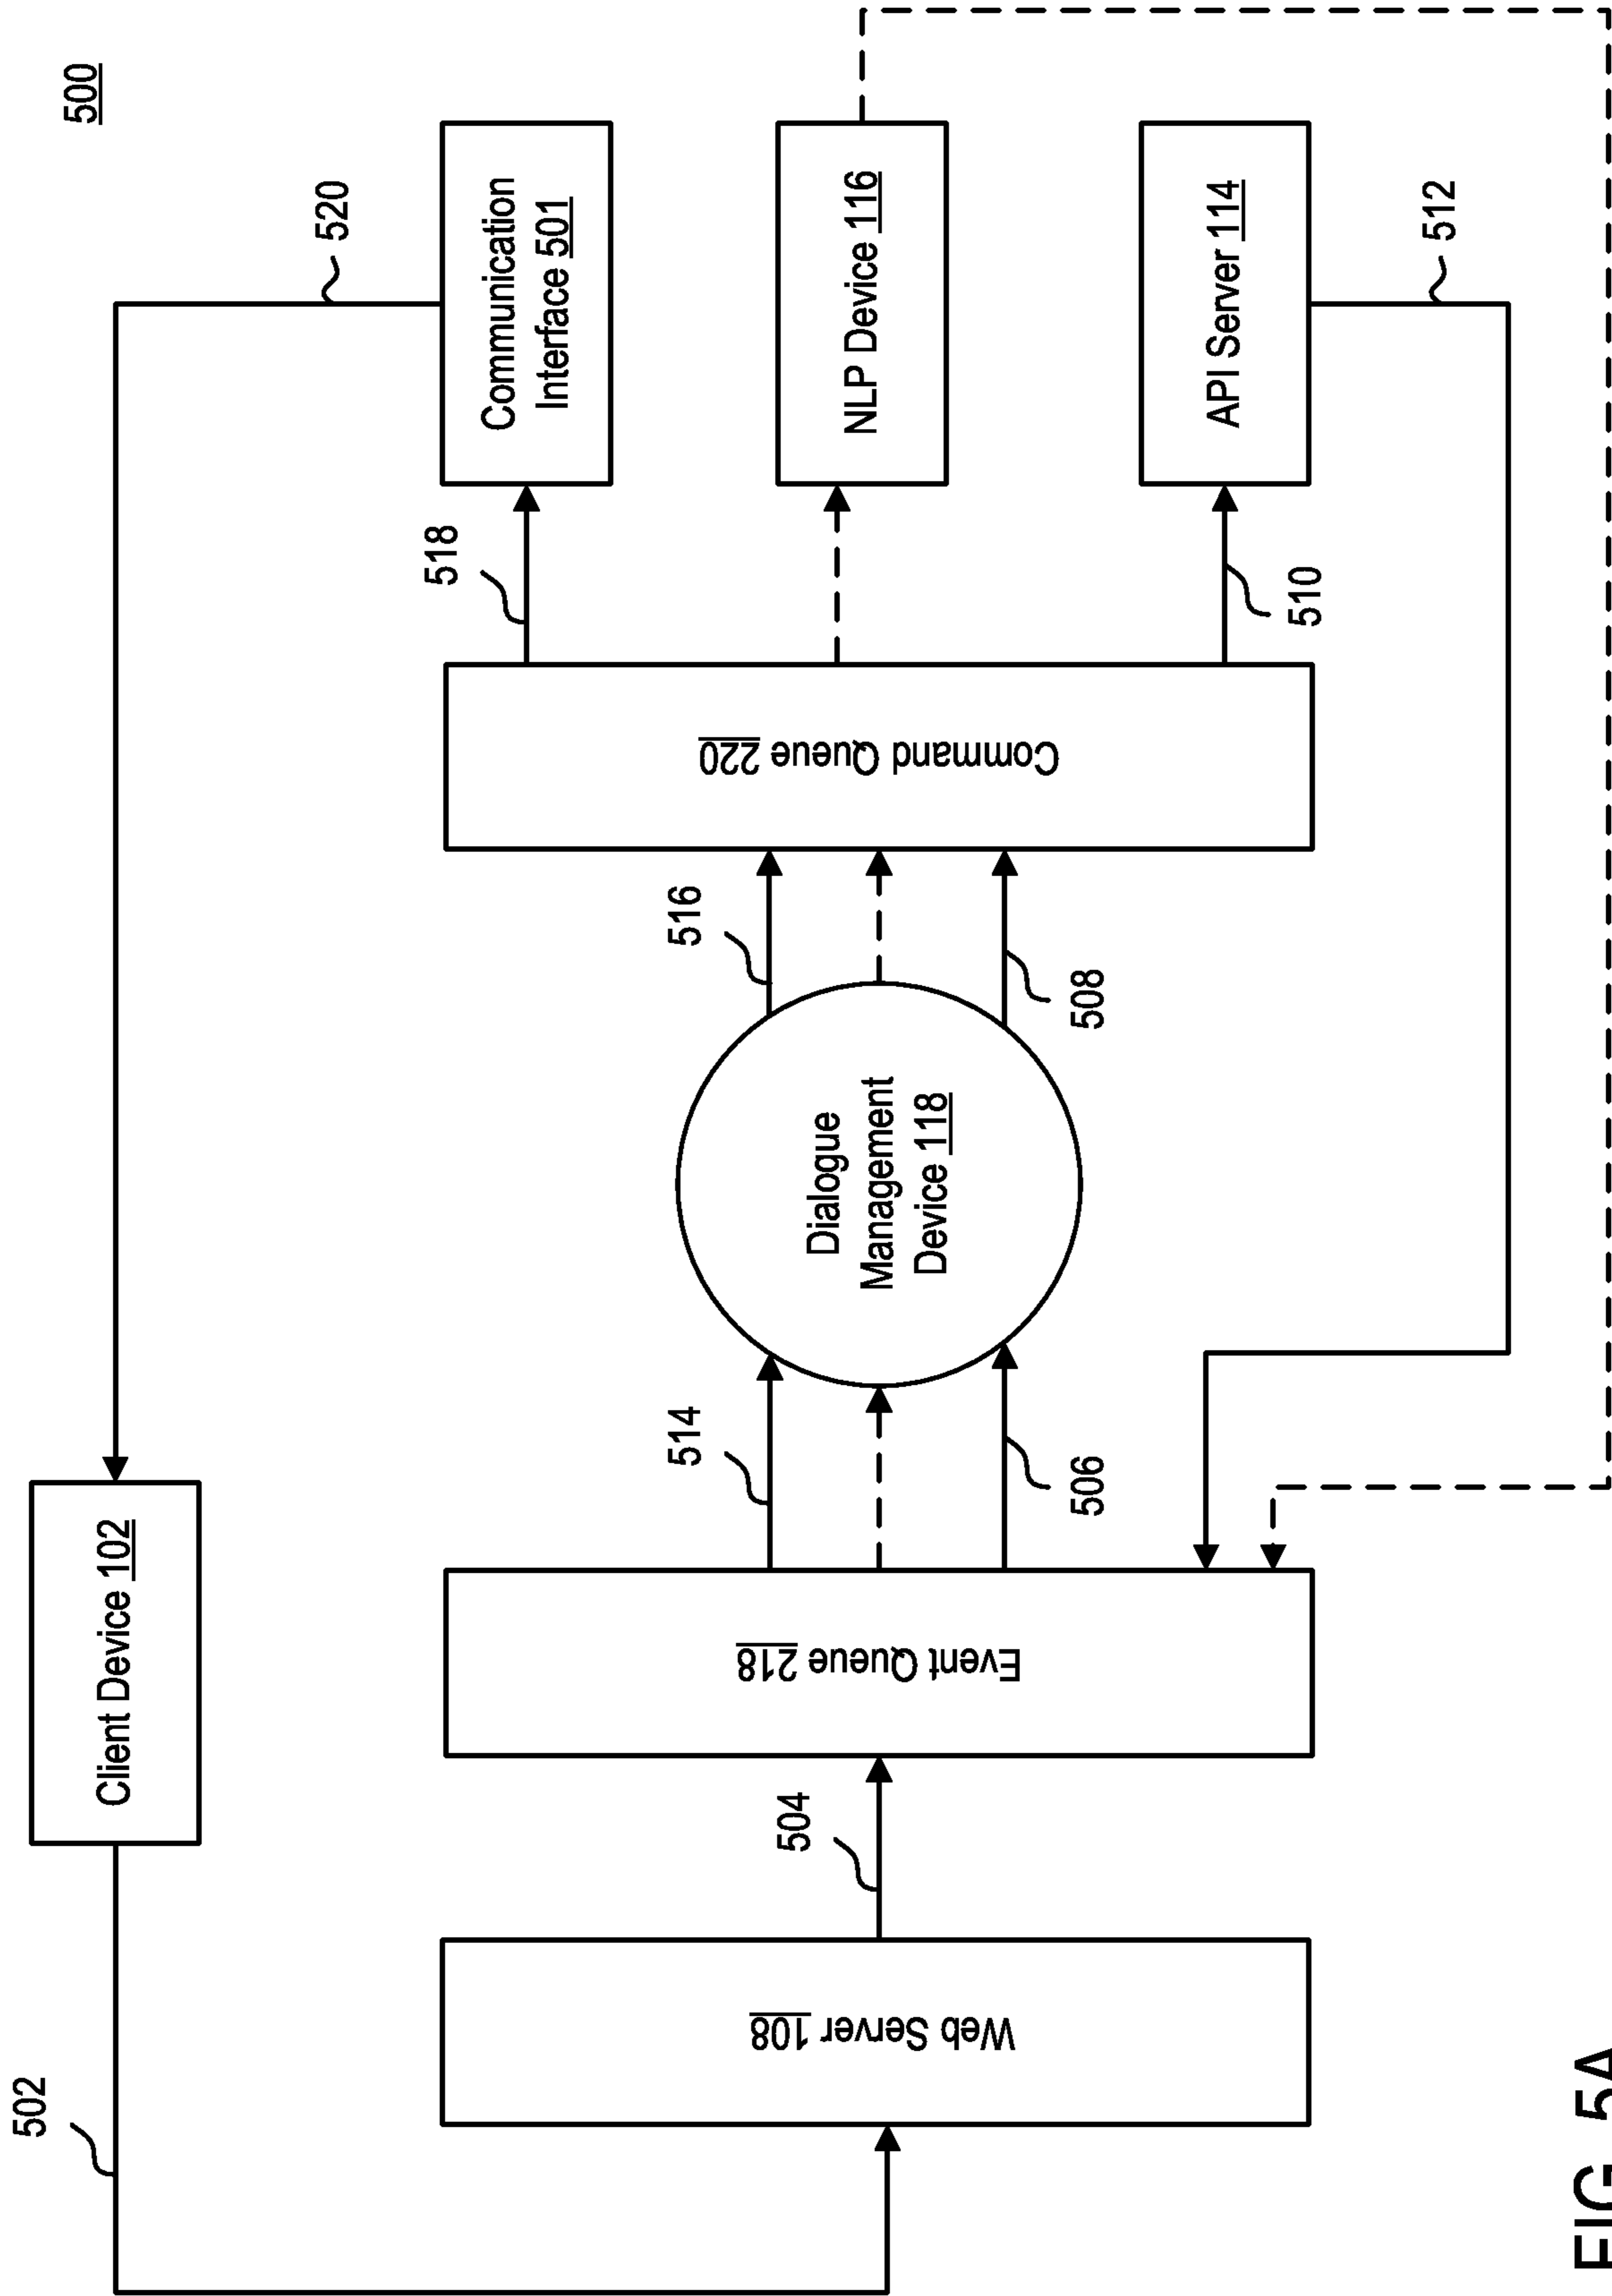 500
502
Client Device 102
520
Web Server 108
504
Event Queue 218
514
506
Dialogue
Management
Device 118
516
508
Command Queue 220
518
510
Communication
Interface 501
NLP Device 116
API Server 114
512
FIG. 5A